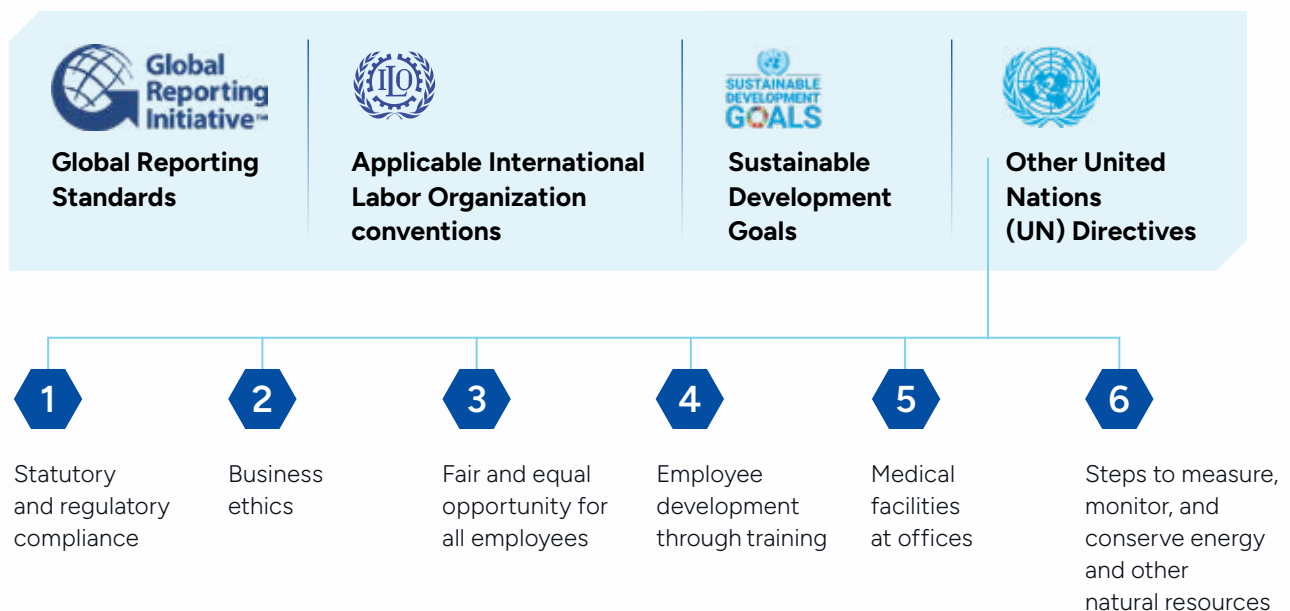 Global
Reporting
Initiative™
Global Reporting
Standards
ILO
Applicable International
Labor Organization
conventions
SUSTAINABLE
DEVELOPMENT
GOALS
Sustainable
Development
Goals
Other United
Nations
(UN) Directives
1
Statutory
and regulatory
compliance
2
Business
ethics
3
Fair and equal
opportunity for
all employees
4
Employee
development
through training
5
Medical
facilities
at offices
6
Steps to measure,
monitor, and
conserve energy
and other
natural resources